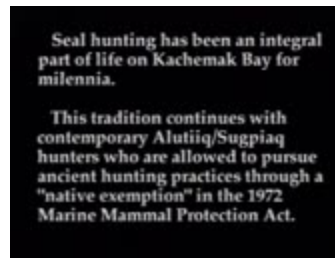 Seal hunting has been an integral
part of life on Kachemak Bay for
milennia.
This tradition continues with
contemporary Alutiiq/Sugpiaq
hunters who are allowed to pursue
ancient hunting practices through a
"native exemption" in the 1972
Marine Mammal Protection Act.